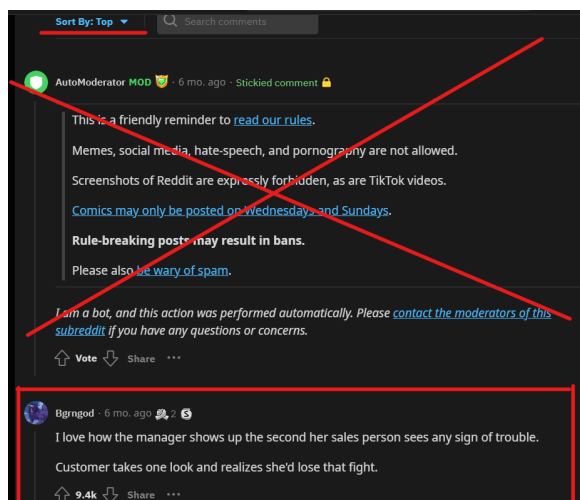 Sort By: Top
Search comments
AutoModerator MOD · 6 mo. ago · Stickied comment
This is a friendly reminder to read our rules.
Memes, social media, hate-speech, and pornography are not allowed.
Screenshots of Reddit are expressly forbidden, as are TikTok videos.
Comics may only be posted on Wednesdays and Sundays.
Rule-breaking posts may result in bans.
Please also be wary of spam.
I am a bot, and this action was performed automatically. Please contact the moderators of this
subreddit if you have any questions or concerns.
Vote Share ···
Bgrngod · 6 mo. ago 2 S
I love how the manager shows up the second her sales person sees any sign of trouble.
Customer takes one look and realizes she'd lose that fight.
9.4k Share ···